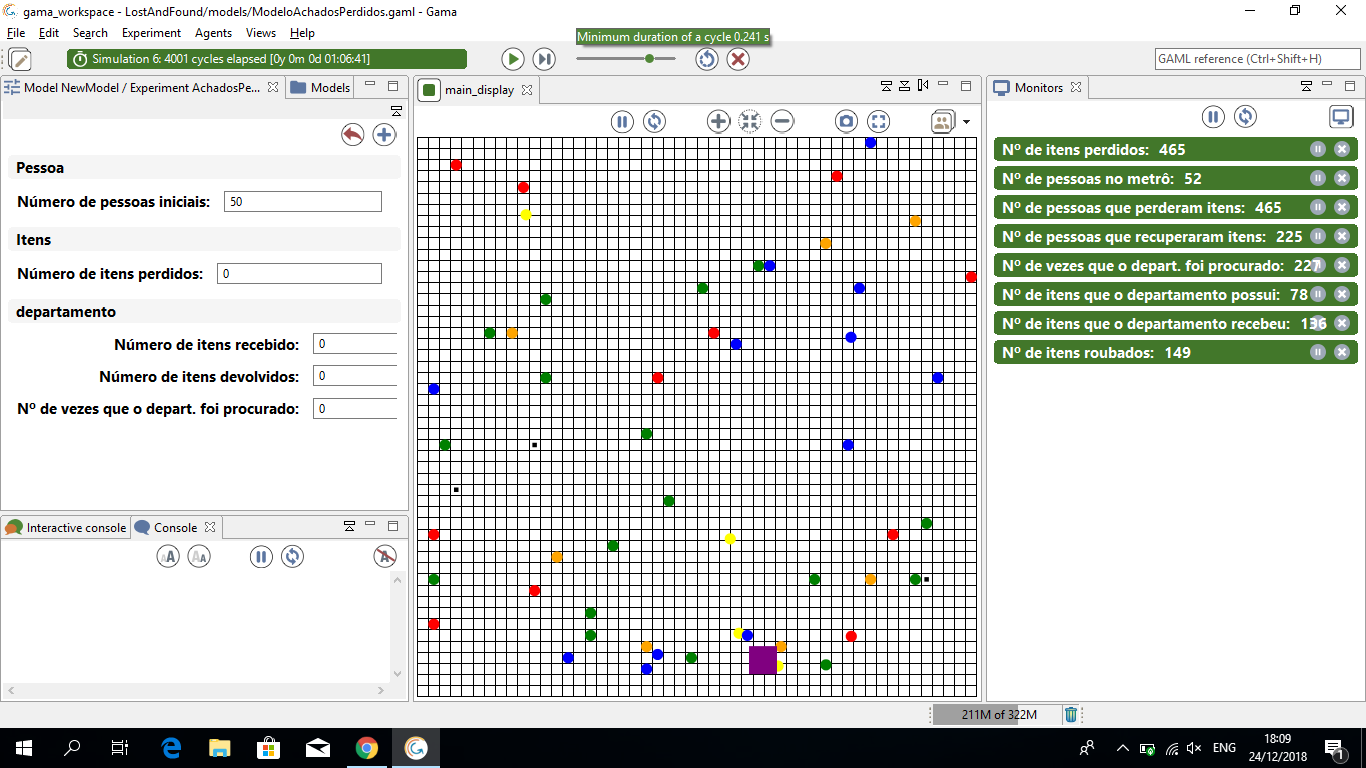 gama_workspace - LostAndFound/models/ModeloAchadosPerdidos.gaml - Gama
File Edit Search Experiment Agents Views Help
Minimum duration of a cycle 0.241 s
Simulation 6: 4001 cycles elapsed [0y 0m 0d 01:06:41]
GAML reference (Ctrl+Shift+H)
Model NewModel / Experiment AchadosPe...
Models
Pessoa
Número de pessoas iniciais: 50
Itens
Número de itens perdidos: 0
departamento
Número de itens recebido: 0
Número de itens devolvidos: 0
Nº de vezes que o depart. foi procurado: 0
Interactive console
Console
main_display
Monitors
Nº de itens perdidos: 465
Nº de pessoas no metrô: 52
Nº de pessoas que perderam itens: 465
Nº de pessoas que recuperaram itens: 225
Nº de vezes que o depart. foi procurado: 227
Nº de itens que o departamento possui: 78
Nº de itens que o departamento recebeu: 136
Nº de itens roubados: 149
211M of 322M
ENG
18:09
24/12/2018
1